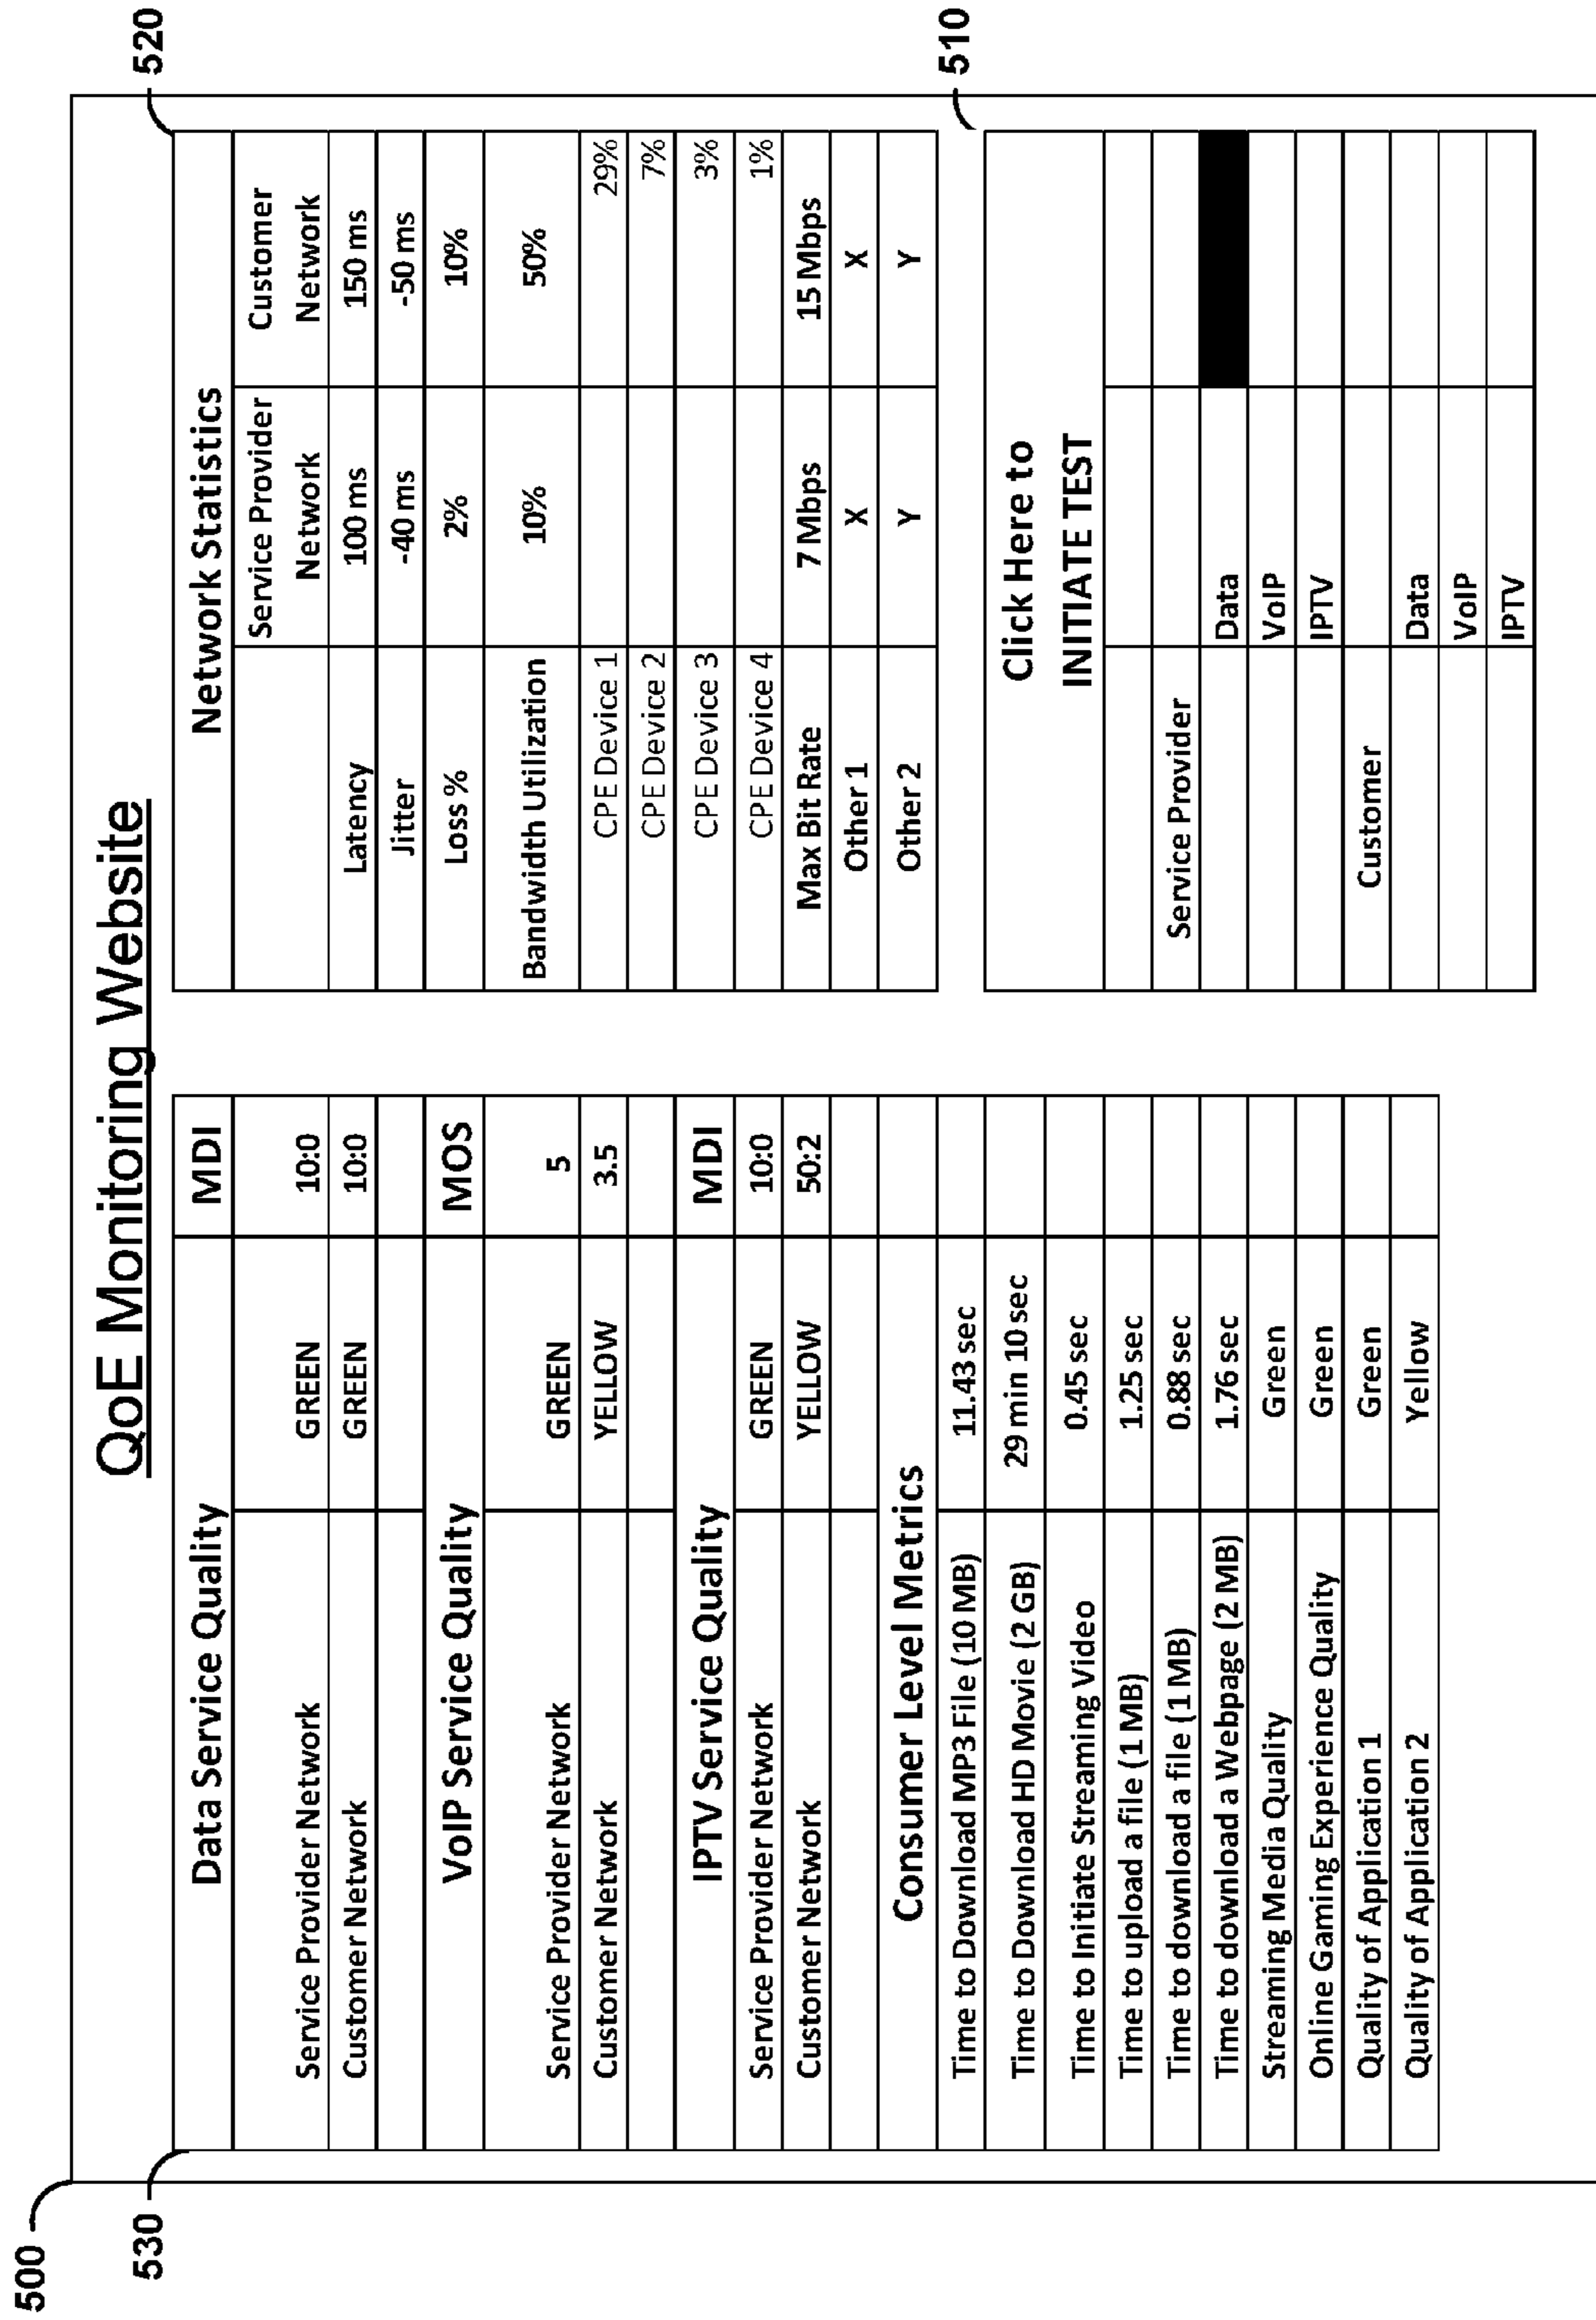 500
QoE Monitoring Website
530
Data Service Quality MDI
Service Provider Network GREEN 10:0
Customer Network GREEN 10:0
VoIP Service Quality MOS
Service Provider Network GREEN 5
Customer Network YELLOW 3.5
IPTV Service Quality MDI
Service Provider Network GREEN 10:0
Customer Network YELLOW 50:2
Consumer Level Metrics
Time to Download MP3 File (10 MB) 11.43 sec
Time to Download HD Movie (2 GB) 29 min 10 sec
Time to Initiate Streaming Video 0.45 sec
Time to upload a file (1 MB) 1.25 sec
Time to download a file (1 MB) 0.88 sec
Time to download a Webpage (2 MB) 1.76 sec
Streaming Media Quality Green
Online Gaming Experience Quality Green
Quality of Application 1 Green
Quality of Application 2 Yellow
520
Network Statistics
Service Provider Customer
Network Network
Latency 100 ms 150 ms
Jitter -40 ms -50 ms
Loss % 2% 10%
Bandwidth Utilization 10% 50%
CPE Device 1 29%
CPE Device 2 7%
CPE Device 3 3%
CPE Device 4 1%
Max Bit Rate 7 Mbps 15 Mbps
Other 1 X X
Other 2 Y Y
510
Click Here to
INITIATE TEST
Service Provider
Data
VoIP
IPTV
Customer
Data
VoIP
IPTV